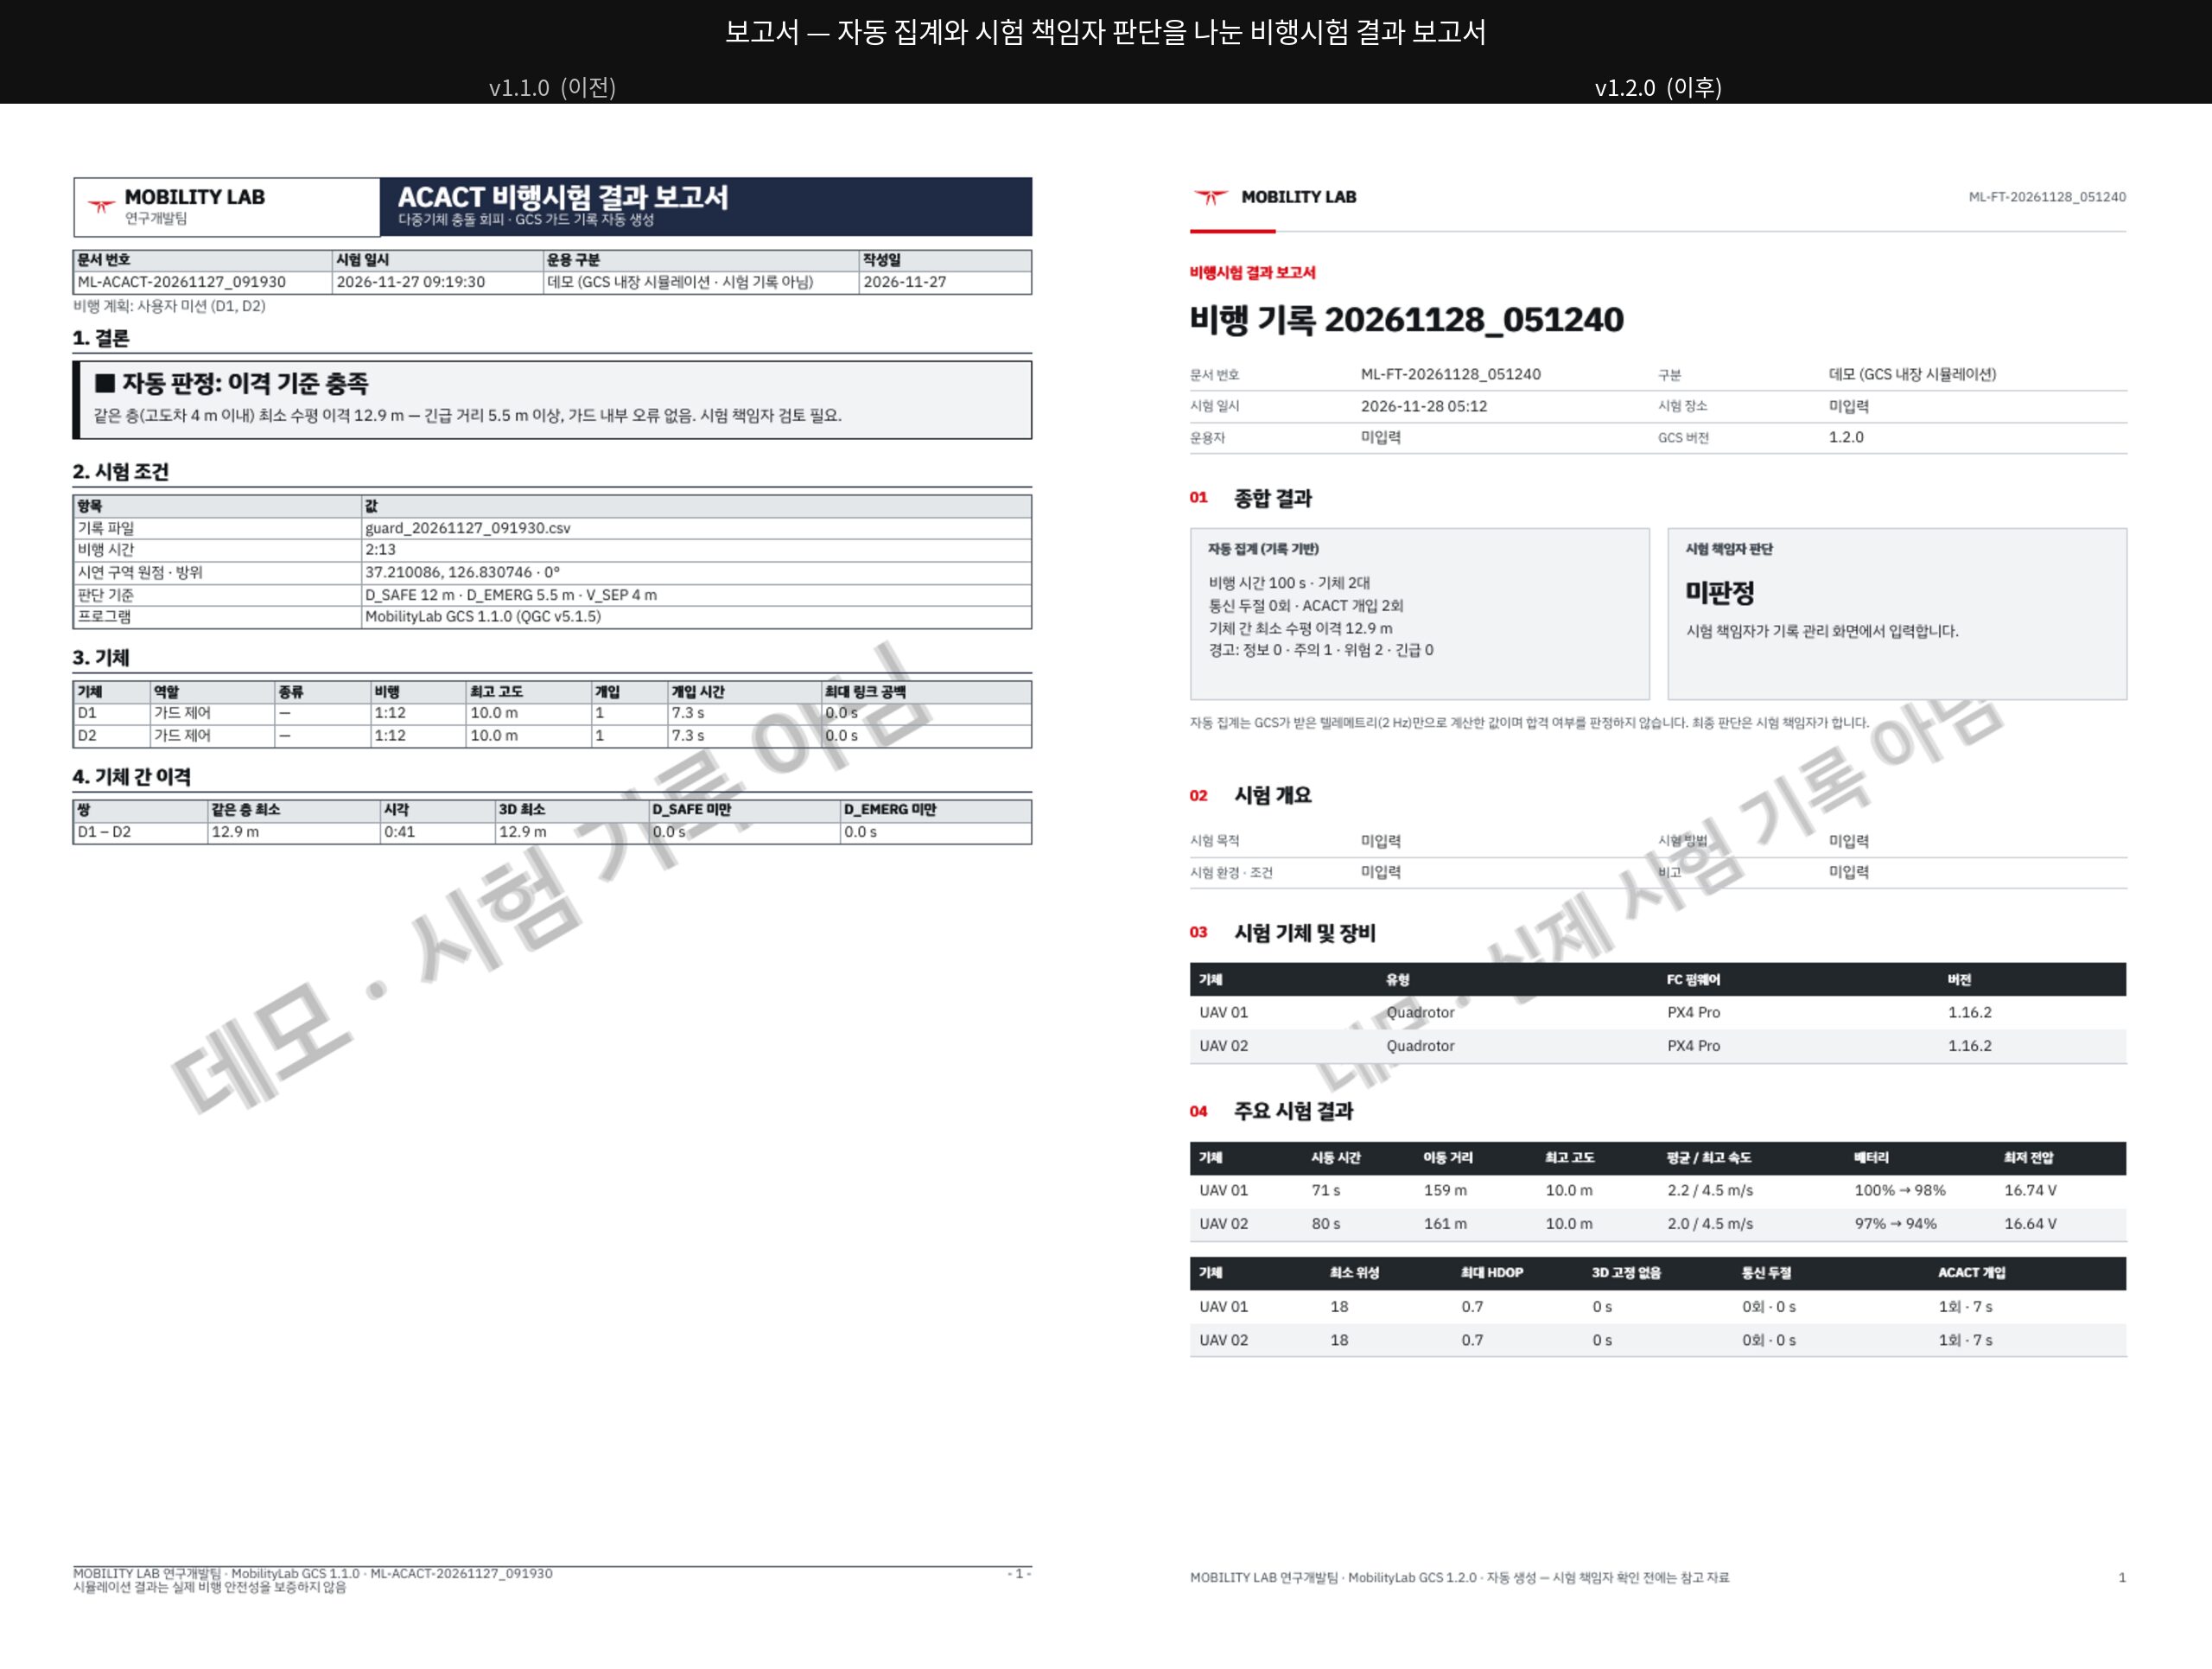 보고서 — 자동 집계와 시험 책임자 판단을 나눈 비행시험 결과 보고서
v1.1.0 (이전)
v1.2.0 (이후)
MOBILITY LAB
연구개발팀
ACACT 비행시험 결과 보고서
다중기체 충돌 회피 · GCS 가드 기록 자동 생성
문서 번호 시험 일시 운용 구분 작성일
ML-ACACT-20261127_091930 2026-11-27 09:19:30 데모 (GCS 내장 시뮬레이션 · 시험 기록 아님) 2026-11-27
비행 계획: 사용자 미션 (D1, D2)
1. 결론
■ 자동 판정: 이격 기준 충족
같은 층(고도차 4 m 이내) 최소 수평 이격 12.9 m — 긴급 거리 5.5 m 이상, 가드 내부 오류 없음. 시험 책임자 검토 필요.
2. 시험 조건
항목 값
기록 파일 guard_20261127_091930.csv
비행 시간 2:13
시연 구역 원점 · 방위 37.210086, 126.830746 · 0°
판단 기준 D_SAFE 12 m · D_EMERG 5.5 m · V_SEP 4 m
프로그램 MobilityLab GCS 1.1.0 (QGC v5.1.5)
3. 기체
기체 역할 종류 비행 최고 고도 개입 개입 시간 최대 링크 공백
D1 가드 제어 — 1:12 10.0 m 1 7.3 s 0.0 s
D2 가드 제어 — 1:12 10.0 m 1 7.3 s 0.0 s
4. 기체 간 이격
쌍 같은 층 최소 시각 3D 최소 D_SAFE 미만 D_EMERG 미만
D1 – D2 12.9 m 0:41 12.9 m 0.0 s 0.0 s
데모 · 시험 기록 아님
MOBILITY LAB 연구개발팀 · MobilityLab GCS 1.1.0 · ML-ACACT-20261127_091930 - 1 -
시뮬레이션 결과는 실제 비행 안전성을 보증하지 않음
MOBILITY LAB
ML-FT-20261128_051240
비행시험 결과 보고서
비행 기록 20261128_051240
문서 번호 ML-FT-20261128_051240 구분 데모 (GCS 내장 시뮬레이션)
시험 일시 2026-11-28 05:12 시험 장소 미입력
운용자 미입력 GCS 버전 1.2.0
01 종합 결과
자동 집계 (기록 기반)
비행 시간 100 s · 기체 2대
통신 두절 0회 · ACACT 개입 2회
기체 간 최소 수평 이격 12.9 m
경고: 정보 0 · 주의 1 · 위험 2 · 긴급 0
시험 책임자 판단
미판정
시험 책임자가 기록 관리 화면에서 입력합니다.
자동 집계는 GCS가 받은 텔레메트리(2 Hz)만으로 계산한 값이며 합격 여부를 판정하지 않습니다. 최종 판단은 시험 책임자가 합니다.
02 시험 개요
시험 목적 미입력 시험 방법 미입력
시험 환경 · 조건 미입력 비고 미입력
03 시험 기체 및 장비
기체 유형 FC 펌웨어 버전
UAV 01 Quadrotor PX4 Pro 1.16.2
UAV 02 Quadrotor PX4 Pro 1.16.2
데모 · 실제 시험 기록 아님
04 주요 시험 결과
기체 시동 시간 이동 거리 최고 고도 평균 / 최고 속도 배터리 최저 전압
UAV 01 71 s 159 m 10.0 m 2.2 / 4.5 m/s 100% → 98% 16.74 V
UAV 02 80 s 161 m 10.0 m 2.0 / 4.5 m/s 97% → 94% 16.64 V
기체 최소 위성 최대 HDOP 3D 고정 없음 통신 두절 ACACT 개입
UAV 01 18 0.7 0 s 0회 · 0 s 1회 · 7 s
UAV 02 18 0.7 0 s 0회 · 0 s 1회 · 7 s
MOBILITY LAB 연구개발팀 · MobilityLab GCS 1.2.0 · 자동 생성 — 시험 책임자 확인 전에는 참고 자료 1